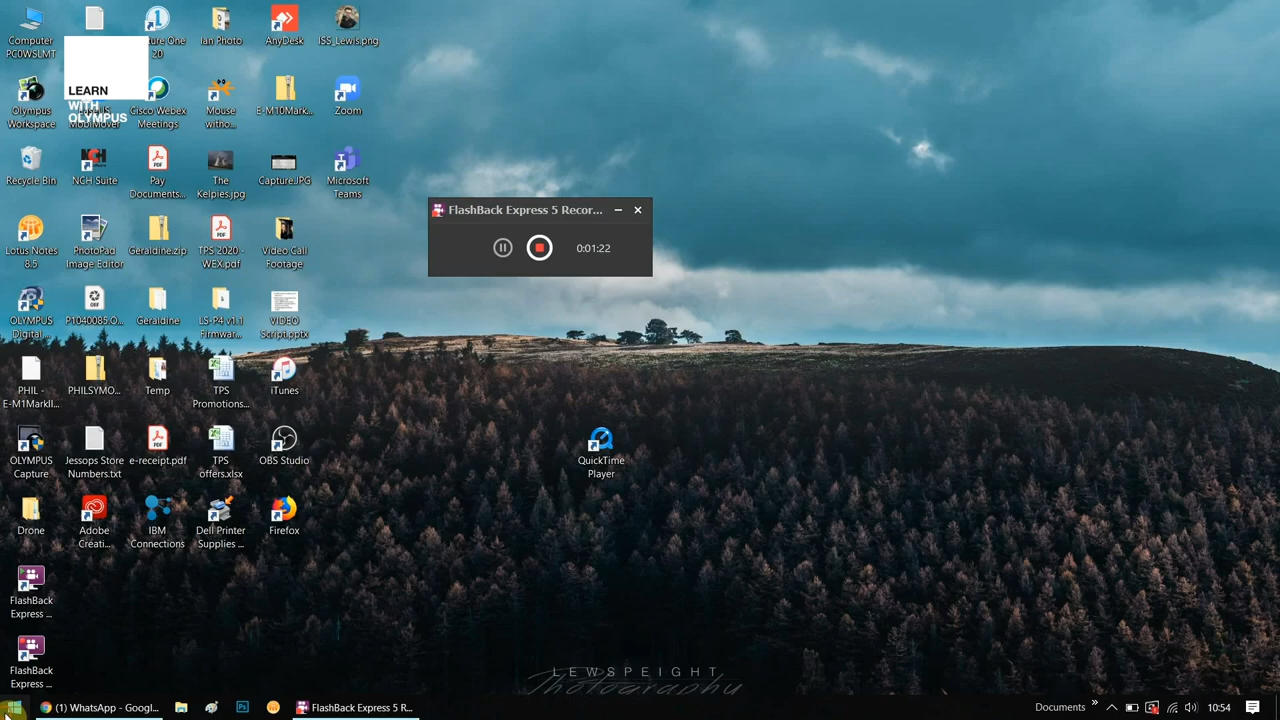 Computer
PC0WSLMT
20
Ian Photo
AnyDesk
ISS_Lewis.png
LEARN
WITH
OLYMPUS
Olympus
Workspace
MobiMover
Cisco Webex
Meetings
Mouse
witho...
E-M10Mark...
Zoom
Recycle Bin
NCH Suite
Pay
Documents...
The
Kelpies.jpg
Capture.JPG
Microsoft
Teams
FlashBack Express 5 Recor...
0:01:22
Lotus Notes
8.5
PhotoPad
Image Editor
Geraldine.zip
TPS 2020 -
WEX.pdf
Video Call
Footage
OLYMPUS
Digital...
P1040085.O...
Geraldine
LS-P4 v1.1
Firmwar...
VIDEO
Script.pptx
PHIL -
E-M1MarkII...
PHILSYMO...
Temp
TPS
Promotions...
iTunes
OLYMPUS
Capture
Jessops Store
Numbers.txt
e-receipt.pdf
TPS
offers.xlsx
OBS Studio
QuickTime
Player
Drone
Adobe
Creati...
IBM
Connections
Dell Printer
Supplies ...
Firefox
FlashBack
Express ...
FlashBack
Express ...
LEWSPEIGHT
Photography
(1) WhatsApp - Googl...
FlashBack Express 5 R...
Documents
10:54